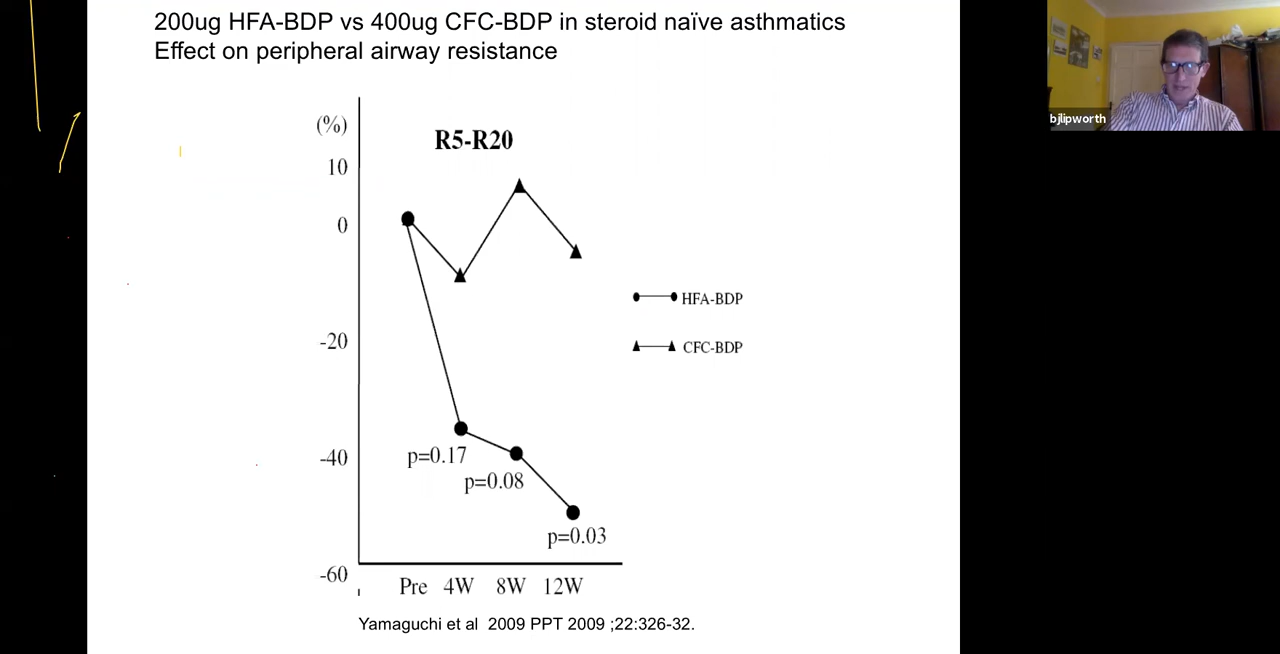 200ug HFA-BDP vs 400ug CFC-BDP in steroid naïve asthmatics
Effect on peripheral airway resistance
bjlipworth
(%)
R5-R20
10
0
-20
-40
-60
HFA-BDP
CFC-BDP
p=0.17
p=0.08
p=0.03
Pre 4W 8W 12W
Yamaguchi et al 2009 PPT 2009 ;22:326-32.